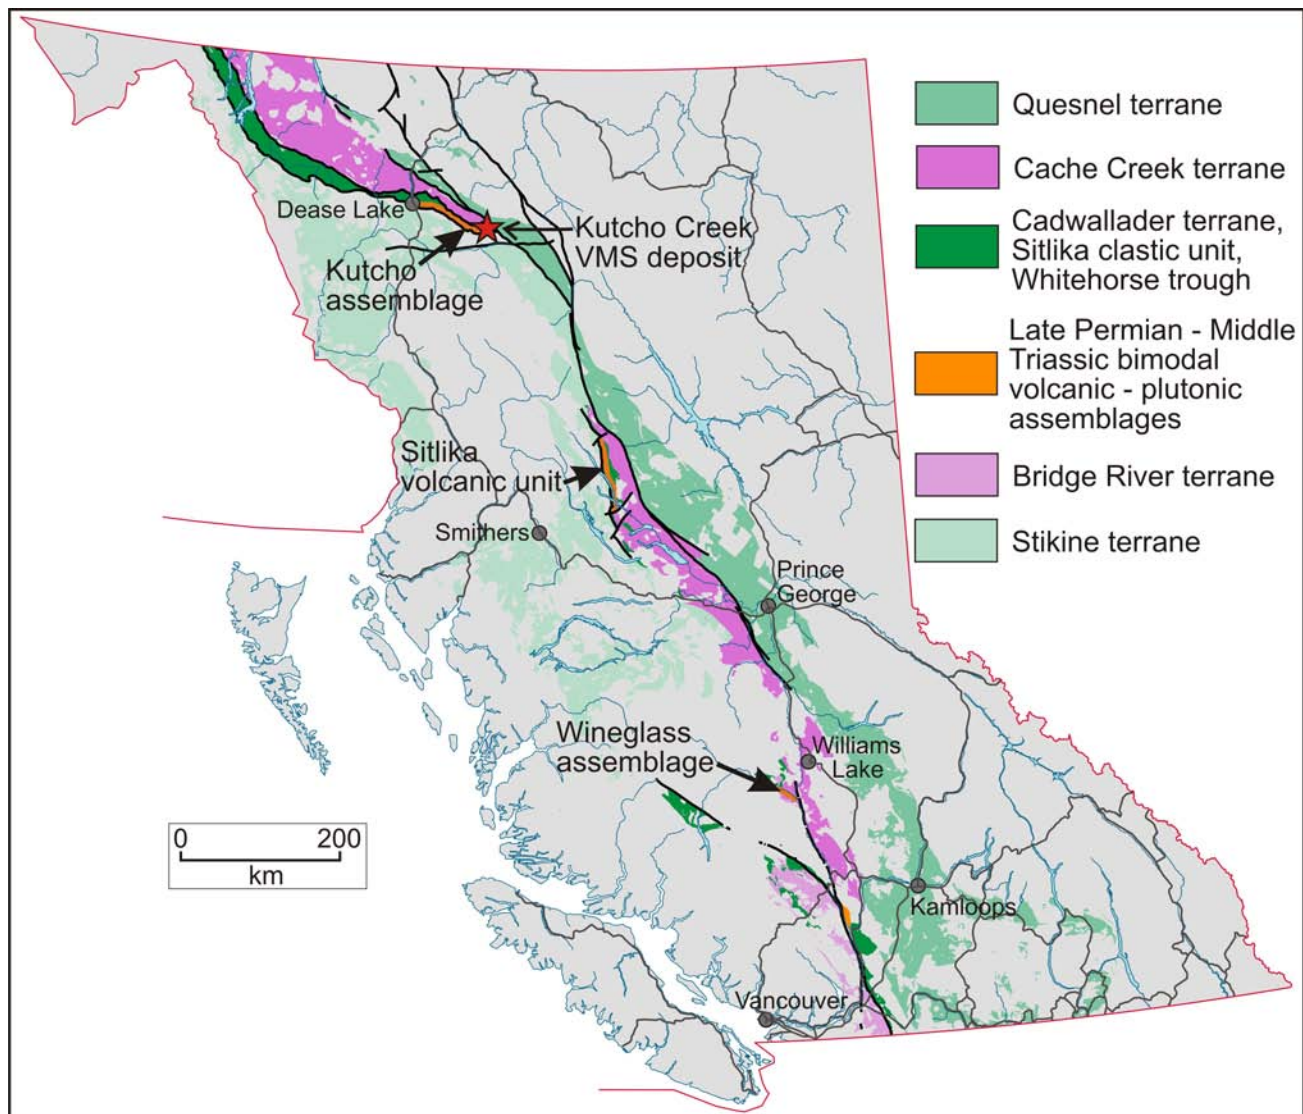 Quesnel terrane
Cache Creek terrane
Cadwallader terrane,
Sitlika clastic unit,
Whitehorse trough
Late Permian - Middle
Triassic bimodal
volcanic - plutonic
assemblages
Bridge River terrane
Stikine terrane
Dease Lake
Kutcho Creek
VMS deposit
Kutcho
assemblage
Sitlika
volcanic unit
Smithers
Prince
George
Wineglass
assemblage
Williams
Lake
0 200
km
Kamloops
Vancouver